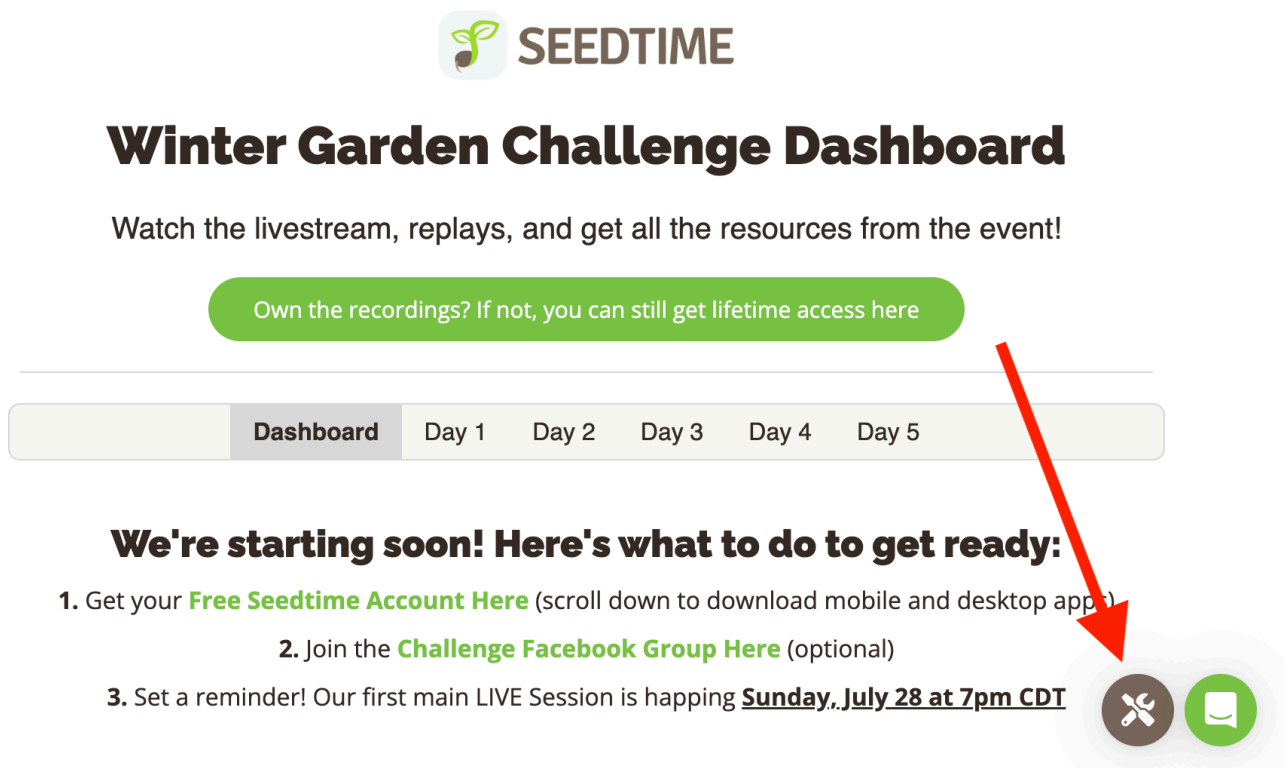 SEEDTIME
Winter Garden Challenge Dashboard
Watch the livestream, replays, and get all the resources from the event!
Own the recordings? If not, you can still get lifetime access here
Dashboard Day 1 Day 2 Day 3 Day 4 Day 5
We're starting soon! Here's what to do to get ready:
1. Get your Free Seedtime Account Here (scroll down to download mobile and desktop apps)
2. Join the Challenge Facebook Group Here (optional)
3. Set a reminder! Our first main LIVE Session is happing Sunday, July 28 at 7pm CDT